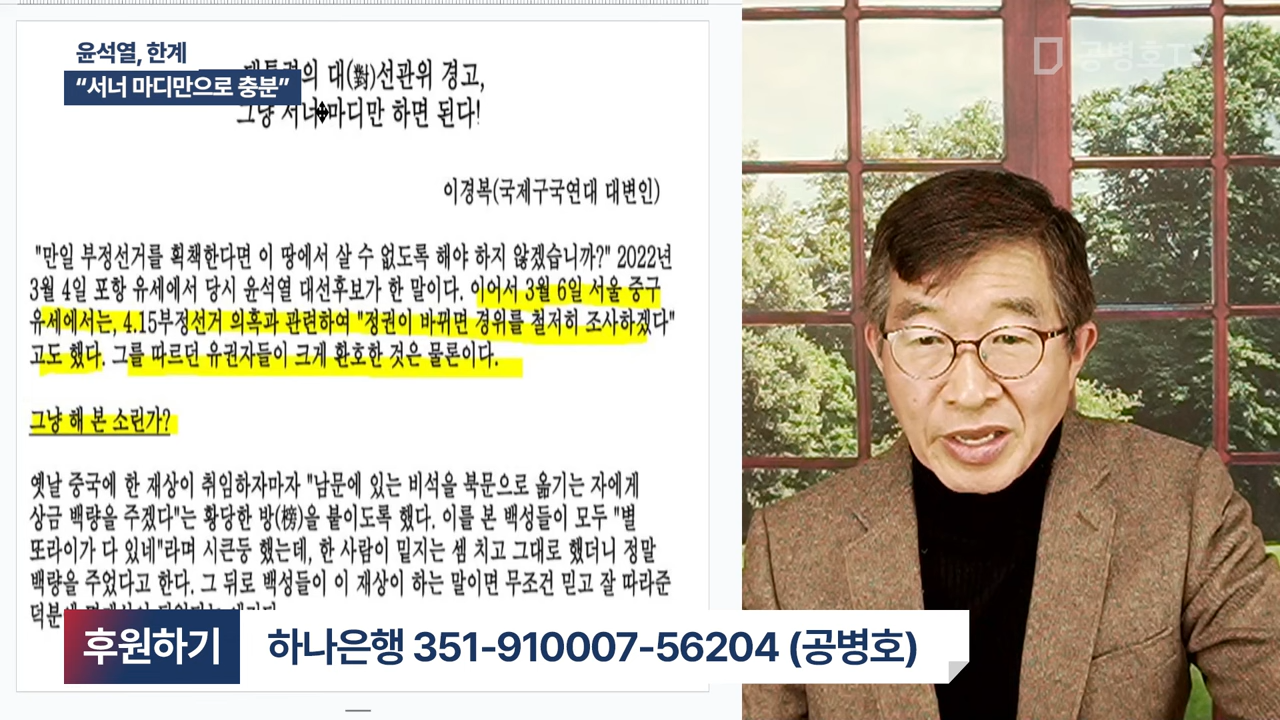 윤석열, 한계
“서너 마디만으로 충분”
의 대(對)선관위 경고,
그냥 서너 마디만 하면 된다!
이경복(국제구국연대 대변인)
"만일 부정선거를 획책한다면 이 땅에서 살 수 없도록 해야 하지 않겠습니까?" 2022년
3월 4일 포항 유세에서 당시 윤석열 대선후보가 한 말이다. 이어서 3월 6일 서울 중구
유세에서는, 4.15부정선거 의혹과 관련하여 "정권이 바뀌면 경위를 철저히 조사하겠다"
고도 했다. 그를 따르던 유권자들이 크게 환호한 것은 물론이다.
그냥 해 본 소린가?
옛날 중국에 한 재상이 취임하자마자 "남문에 있는 비석을 북문으로 옮기는 자에게
상금 백량을 주겠다"는 황당한 방(榜)을 붙이도록 했다. 이를 본 백성들이 모두 "별
또라이가 다 있네"라며 시큰둥 했는데, 한 사람이 밑지는 셈 치고 그대로 했더니 정말
백량을 주었다고 한다. 그 뒤로 백성들이 이 재상이 하는 말이면 무조건 믿고 잘 따라준
공병호TV
후원하기
하나은행 351-910007-56204 (공병호)